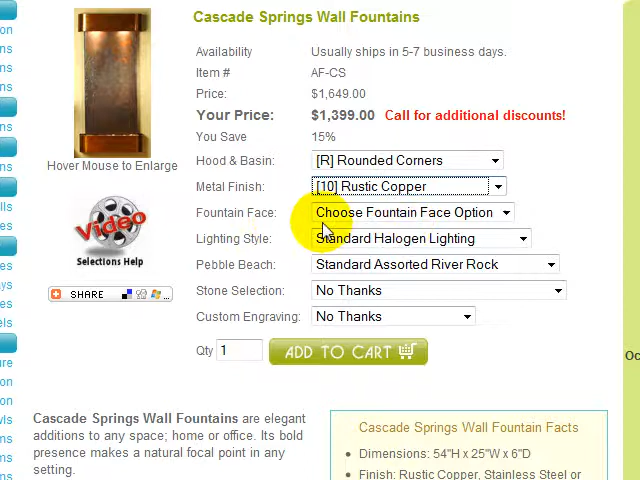 Cascade Springs Wall Fountains
Availability Usually ships in 5-7 business days.
Item # AF-CS
Price: $1,649.00
Your Price: $1,399.00 Call for additional discounts!
You Save 15%
Hood & Basin: [R] Rounded Corners
Metal Finish: [10] Rustic Copper
Fountain Face: Choose Fountain Face Option
Lighting Style: Standard Halogen Lighting
Pebble Beach: Standard Assorted River Rock
Stone Selection: No Thanks
Custom Engraving: No Thanks
Qty 1 ADD TO CART
Hover Mouse to Enlarge
Video
Selections Help
SHARE
Cascade Springs Wall Fountains are elegant
additions to any space; home or office. Its bold
presence makes a natural focal point in any
setting.
Cascade Springs Wall Fountain Facts
Dimensions: 54"H x 25"W x 6"D
Finish: Rustic Copper, Stainless Steel or